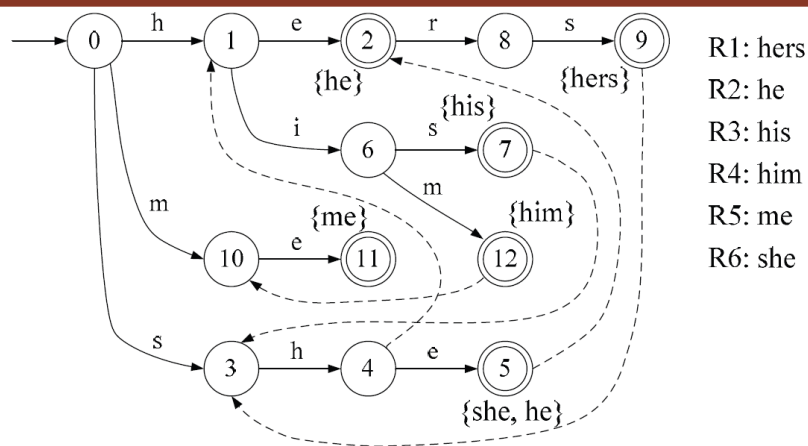 0 h 1 e 2 r 8 s 9
{he} {hers}
R1: hers
R2: he
R3: his
R4: him
R5: me
R6: she
{his}
i 6 s 7
m
m {me} {him}
10 e 11 12
s 3 h 4 e 5
{she, he}